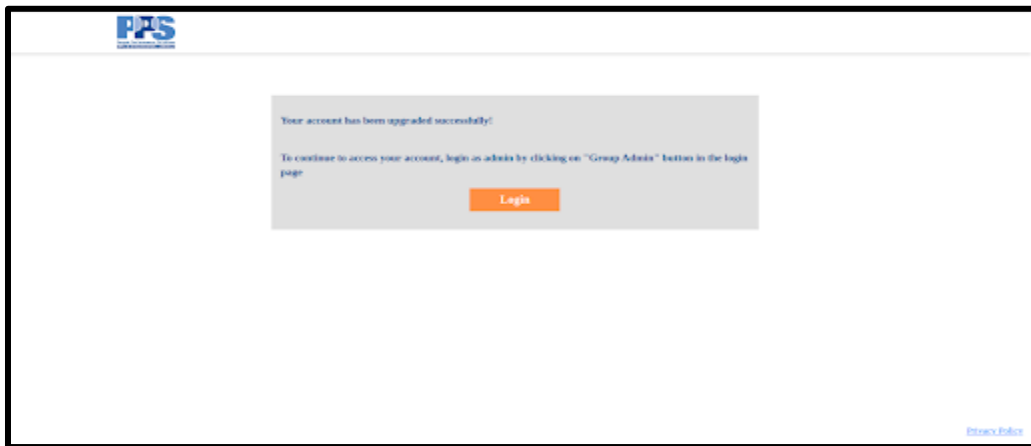 PPS
Your account has been upgraded successfully!
To continue to access your account, login as admin by clicking on "Group Admin" button in the login
page
Login
Privacy Policy